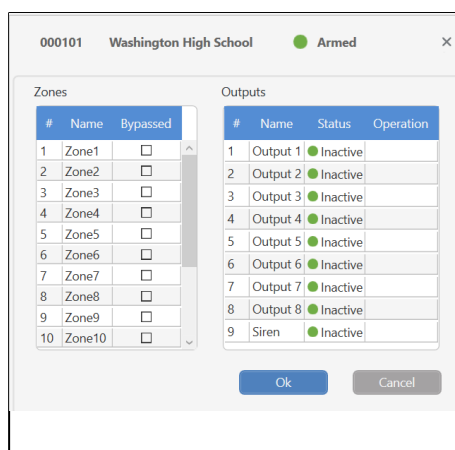 000101 Washington High School Armed ×
Zones
# Name Bypassed
1 Zone1
2 Zone2
3 Zone3
4 Zone4
5 Zone5
6 Zone6
7 Zone7
8 Zone8
9 Zone9
10 Zone10
Outputs
# Name Status Operation
1 Output 1 Inactive
2 Output 2 Inactive
3 Output 3 Inactive
4 Output 4 Inactive
5 Output 5 Inactive
6 Output 6 Inactive
7 Output 7 Inactive
8 Output 8 Inactive
9 Siren Inactive
Ok Cancel